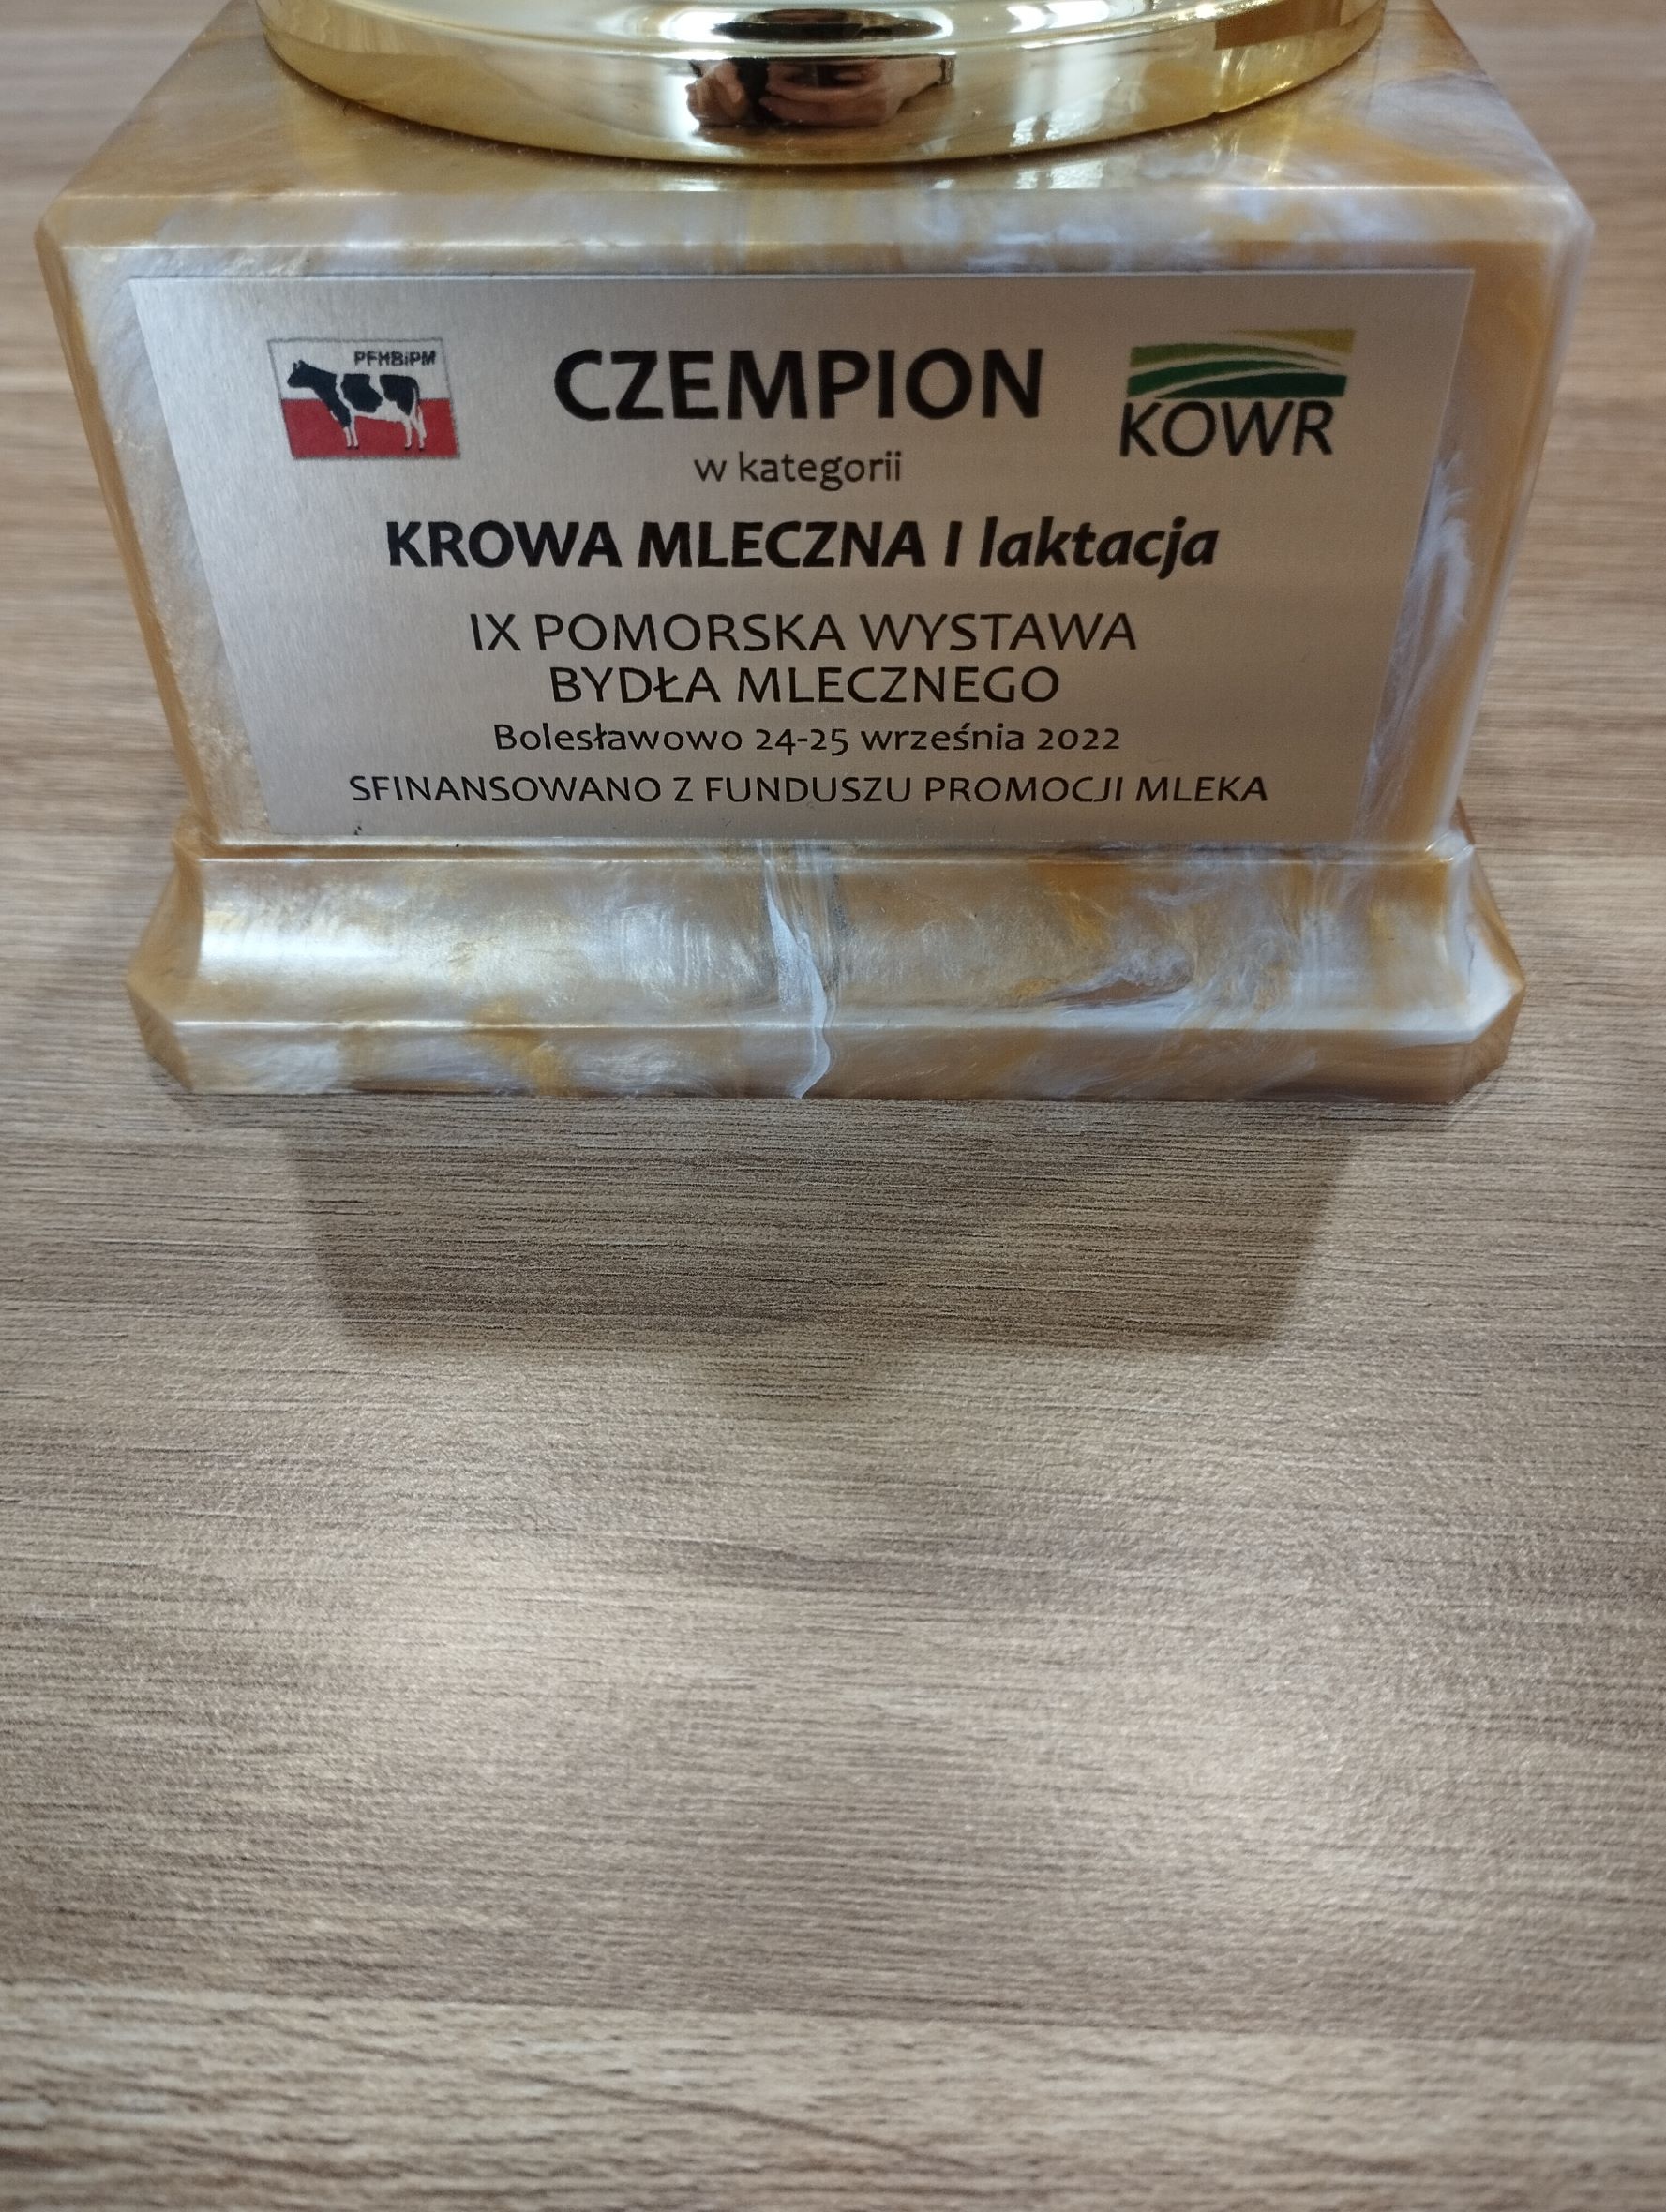 PFHBiPM
CZEMPION
KOWR
w kategorii
KROWA MLECZNA I laktacja
IX POMORSKA WYSTAWA
BYDŁA MLECZNEGO
Bolesławowo 24-25 września 2022
SFINANSOWANO Z FUNDUSZU PROMOCJI MLEKA